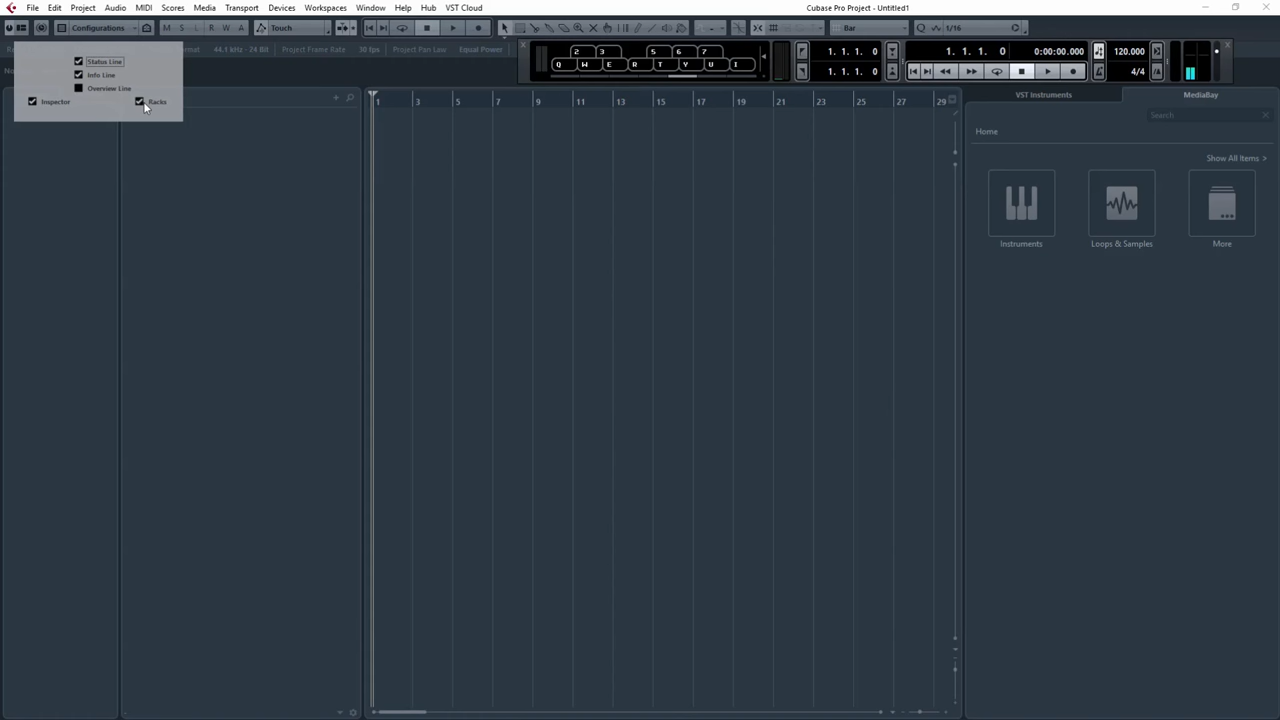 File Edit Project Audio MIDI Scores Media Transport Devices Workspaces Window Help Hub VST Cloud
Cubase Pro Project - Untitled1
Configurations M S L R W A Touch Bar Q 1/16
Format 44.1 kHz - 24 Bit Project Frame Rate 30 fps Project Pan Law Equal Power
Status Line
Info Line
Overview Line
Inspector Racks
2 3 5 6 7
Q W E R T Y U I
1. 1. 1. 0
1. 1. 1. 0
1. 1. 1. 0 0:00:00.000
120.000
4/4
1 3 5 7 9 11 13 15 17 19 21 23 25 27 29
VST Instruments MediaBay
Search
Home
Show All Items >
Instruments Loops & Samples More